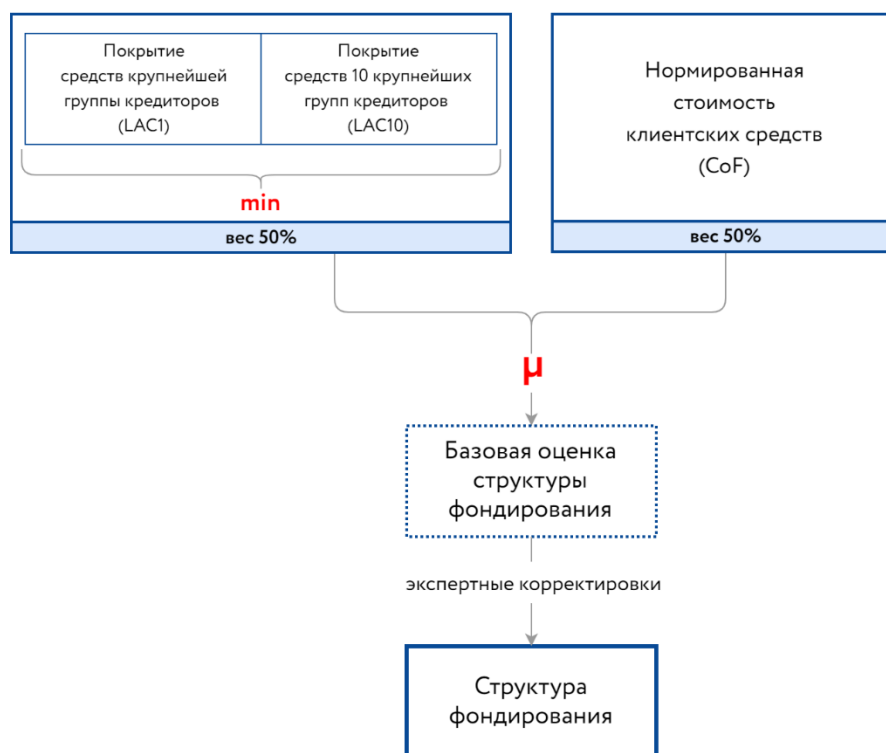 Покрытие
средств крупнейшей
группы кредиторов
(LAC1)
Покрытие
средств 10 крупнейших
групп кредиторов
(LAC10)
min
вес 50%
Нормированная
стоимость
клиентских средств
(CoF)
вес 50%
μ
Базовая оценка
структуры
фондирования
экспертные корректировки
Структура
фондирования